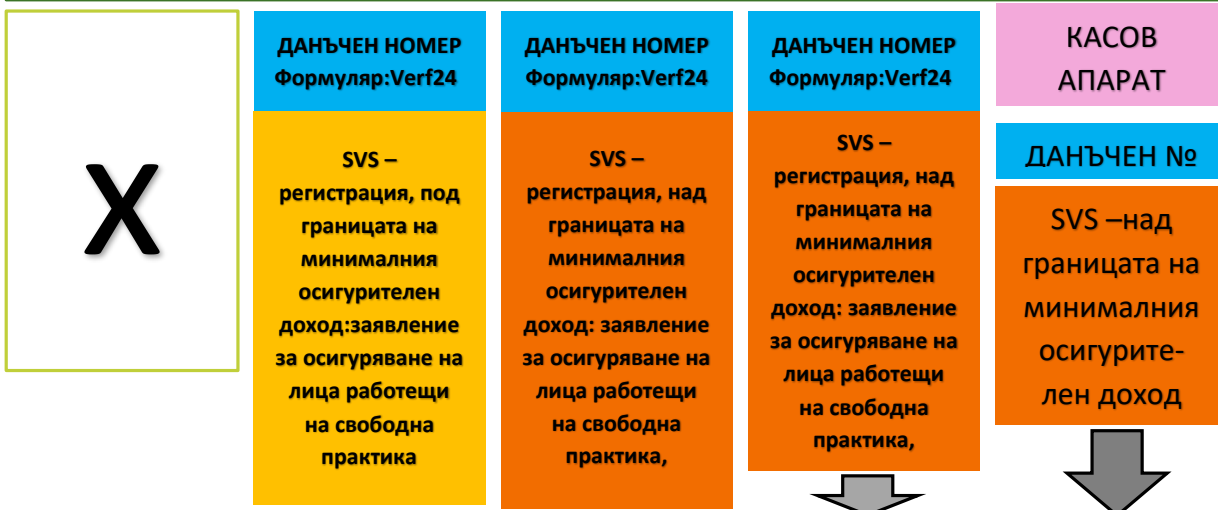 X
ДАНЪЧЕН НОМЕР
Формуляр:Verf24
SVS –
регистрация, под
границата на
минималния
осигурителен
доход:заявление
за осигуряване на
лица работещи
на свободна
практика
ДАНЪЧЕН НОМЕР
Формуляр:Verf24
SVS –
регистрация, над
границата на
минималния
осигурителен
доход: заявление
за осигуряване на
лица работещи
на свободна
практика,
ДАНЪЧЕН НОМЕР
Формуляр:Verf24
SVS –
регистрация, над
границата на
минималния
осигурителен
доход: заявление
за осигуряване на
лица работещи
на свободна
практика,
КАСОВ
АПАРАТ
ДАНЪЧЕН №
SVS –над
границата на
минималния
осигурите-
лен доход